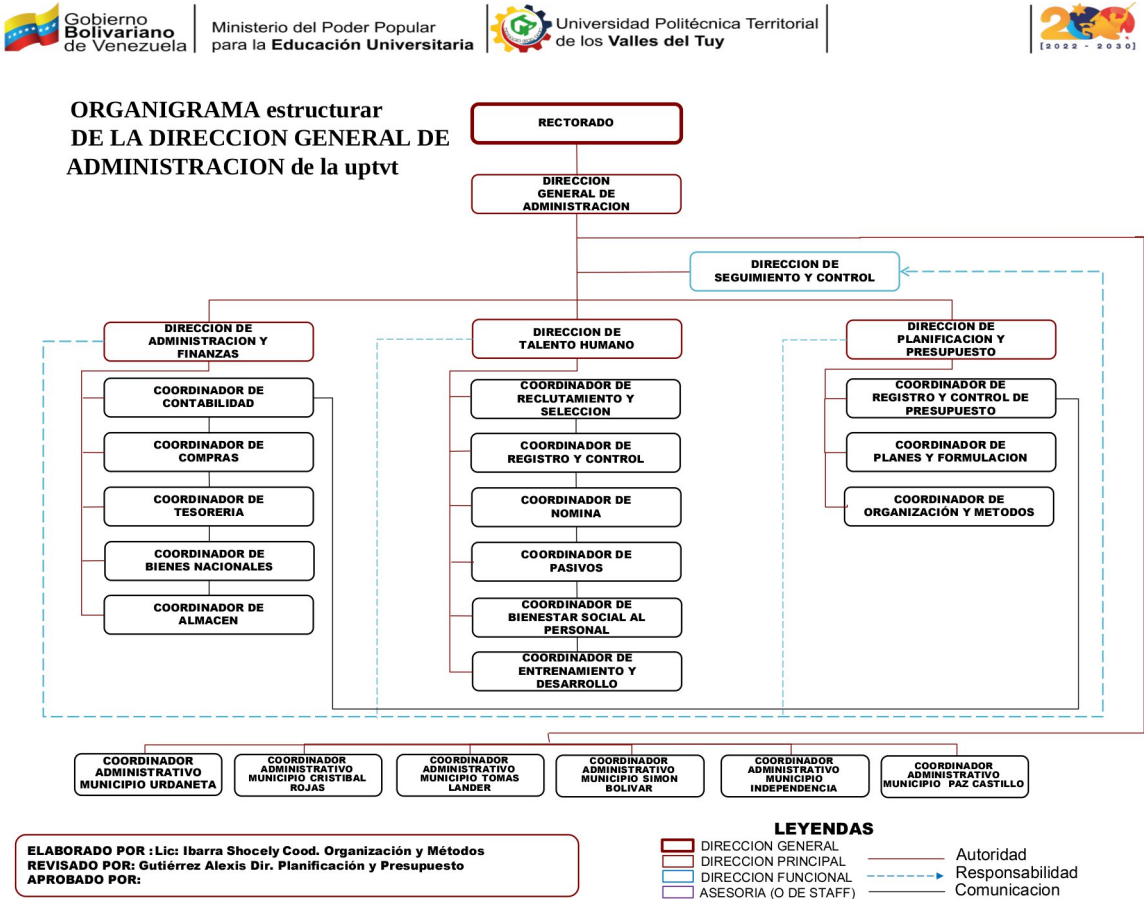 Gobierno
Bolivariano
de Venezuela
Ministerio del Poder Popular
para la Educación Universitaria
Universidad Politécnica Territorial
de los Valles del Tuy
200
[2022 - 2030]
ORGANIGRAMA estructurar
DE LA DIRECCION GENERAL DE
ADMINISTRACION de la uptvt
RECTORADO
DIRECCION
GENERAL DE
ADMINISTRACION
DIRECCION DE
SEGUIMIENTO Y CONTROL
DIRECCION DE
ADMINISTRACION Y
FINANZAS
COORDINADOR DE
CONTABILIDAD
COORDINADOR DE
COMPRAS
COORDINADOR DE
TESORERIA
COORDINADOR DE
BIENES NACIONALES
COORDINADOR DE
ALMACEN
DIRECCION DE
TALENTO HUMANO
COORDINADOR DE
RECLUTAMIENTO Y
SELECCION
COORDINADOR DE
REGISTRO Y CONTROL
COORDINADOR DE
NOMINA
COORDINADOR DE
PASIVOS
COORDINADOR DE
BIENESTAR SOCIAL AL
PERSONAL
COORDINADOR DE
ENTRENAMIENTO Y
DESARROLLO
DIRECCION DE
PLANIFICACION Y
PRESUPUESTO
COORDINADOR DE
REGISTRO Y CONTROL DE
PRESUPUESTO
COORDINADOR DE
PLANES Y FORMULACION
COORDINADOR DE
ORGANIZACIÓN Y METODOS
COORDINADOR
ADMINISTRATIVO
MUNICIPIO URDANETA
COORDINADOR
ADMINISTRATIVO
MUNICIPIO CRISTIBAL
ROJAS
COORDINADOR
ADMINISTRATIVO
MUNICIPIO TOMAS
LANDER
COORDINADOR
ADMINISTRATIVO
MUNICIPIO SIMON
BOLIVAR
COORDINADOR
ADMINISTRATIVO
MUNICIPIO
INDEPENDENCIA
COORDINADOR
ADMINISTRATIVO
MUNICIPIO PAZ CASTILLO
ELABORADO POR :Lic: Ibarra Shocely Cood. Organización y Métodos
REVISADO POR: Gutiérrez Alexis Dir. Planificación y Presupuesto
APROBADO POR:
LEYENDAS
DIRECCION GENERAL
DIRECCION PRINCIPAL
DIRECCION FUNCIONAL
ASESORIA (O DE STAFF)
Autoridad
Responsabilidad
Comunicacion